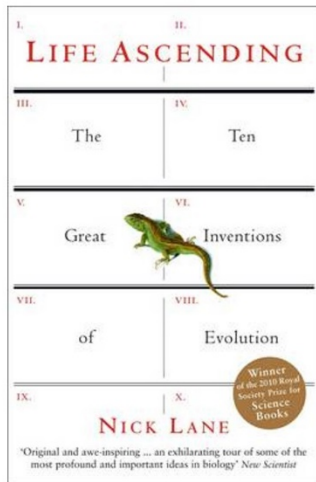 I. II.
LIFE ASCENDING
III. IV.
The Ten
V. VI.
Great Inventions
VII. VIII.
of Evolution
Winner
of the 2010 Royal
Society Prize for
Science
Books
IX. X.
NICK LANE
'Original and awe-inspiring ... an exhilarating tour of some of the
most profound and important ideas in biology' New Scientist